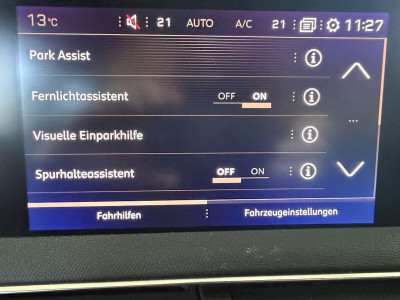 13°C 21 AUTO A/C 21 11:27
Park Assist
Fernlichtassistent OFF ON
Visuelle Einparkhilfe
Spurhalteassistent OFF ON
Fahrhilfen Fahrzeugeinstellungen